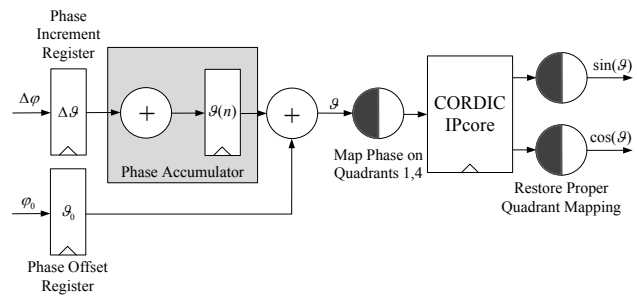 Phase
Increment
Register
Δφ
Δϑ
+
ϑ(n)
Phase Accumulator
+
ϑ
Map Phase on
Quadrants 1,4
CORDIC
IPcore
sin(ϑ)
cos(ϑ)
Restore Proper
Quadrant Mapping
φ₀
ϑ₀
Phase Offset
Register